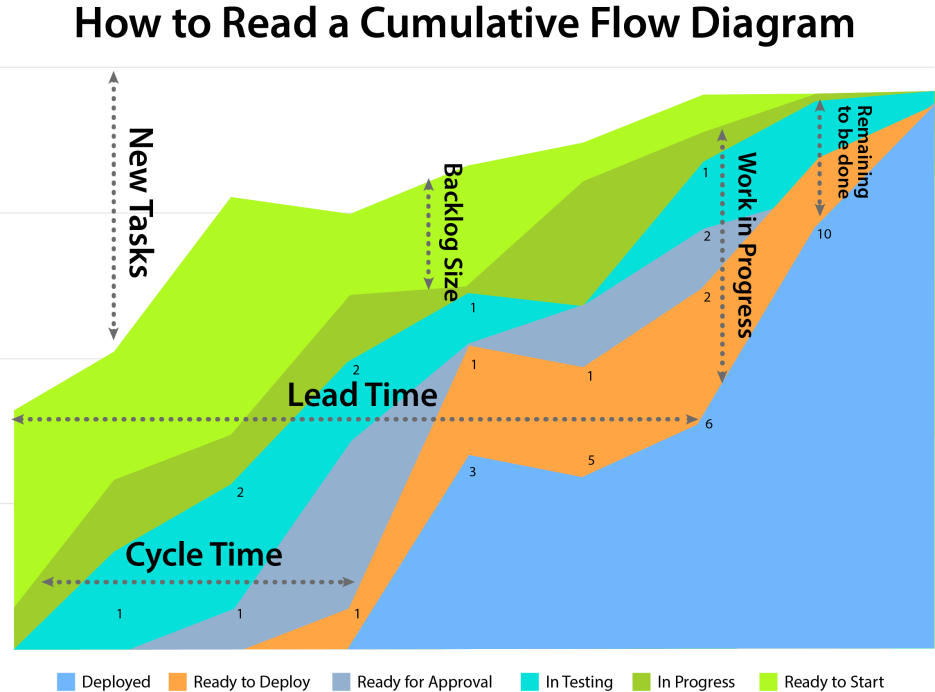 How to Read a Cumulative Flow Diagram
New Tasks
Backlog Size
Work in Progress
Remaining
to be done
1
2
2
10
1
2
1
1
Lead Time
6
5
3
2
Cycle Time
1
1
1
Deployed
Ready to Deploy
Ready for Approval
In Testing
In Progress
Ready to Start